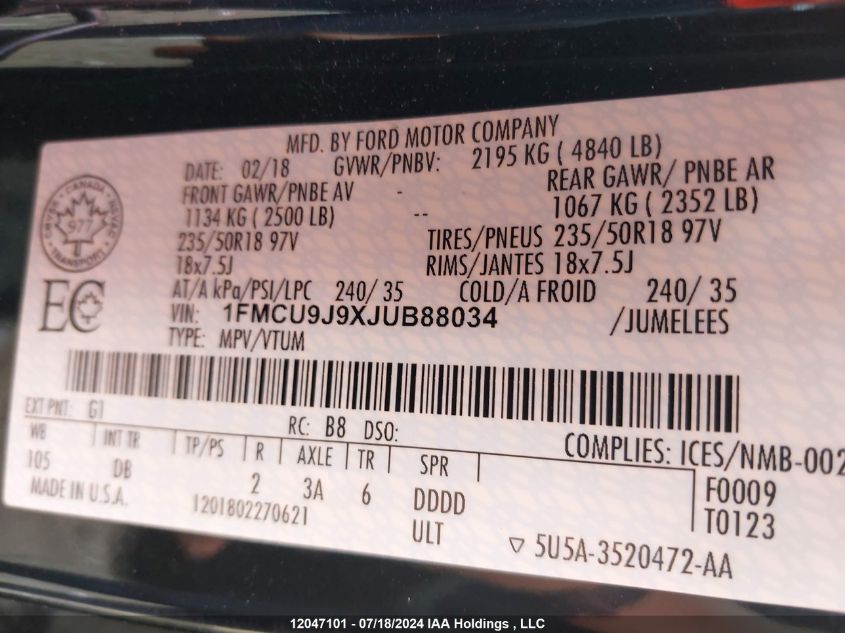 MFD. BY FORD MOTOR COMPANY
DATE: 02/18 GVWR/PNBV: 2195 KG ( 4840 LB)
FRONT GAWR/PNBE AV - REAR GAWR/ PNBE AR
1134 KG ( 2500 LB) -- 1067 KG ( 2352 LB)
235/50R18 97V TIRES/PNEUS 235/50R18 97V
18x7.5J RIMS/JANTES 18x7.5J
AT/A kPa/PSI/LPC 240/ 35 COLD/A FROID 240/ 35
VIN: 1FMCU9J9XJUB88034 /JUMELEES
TYPE: MPV/VTUM
CANADA
977
TRANSPORT
EC
EXT PNT: G1 RC: B8 DSO:
WB INT TR TP/PS R AXLE TR SPR COMPLIES: ICES/NMB-002
105 DB 2 3A 6 DDDD F0009
MADE IN U.S.A. 1201802270621 ULT T0123
▽ 5U5A-3520472-AA
12047101 - 07/18/2024 IAA Holdings , LLC